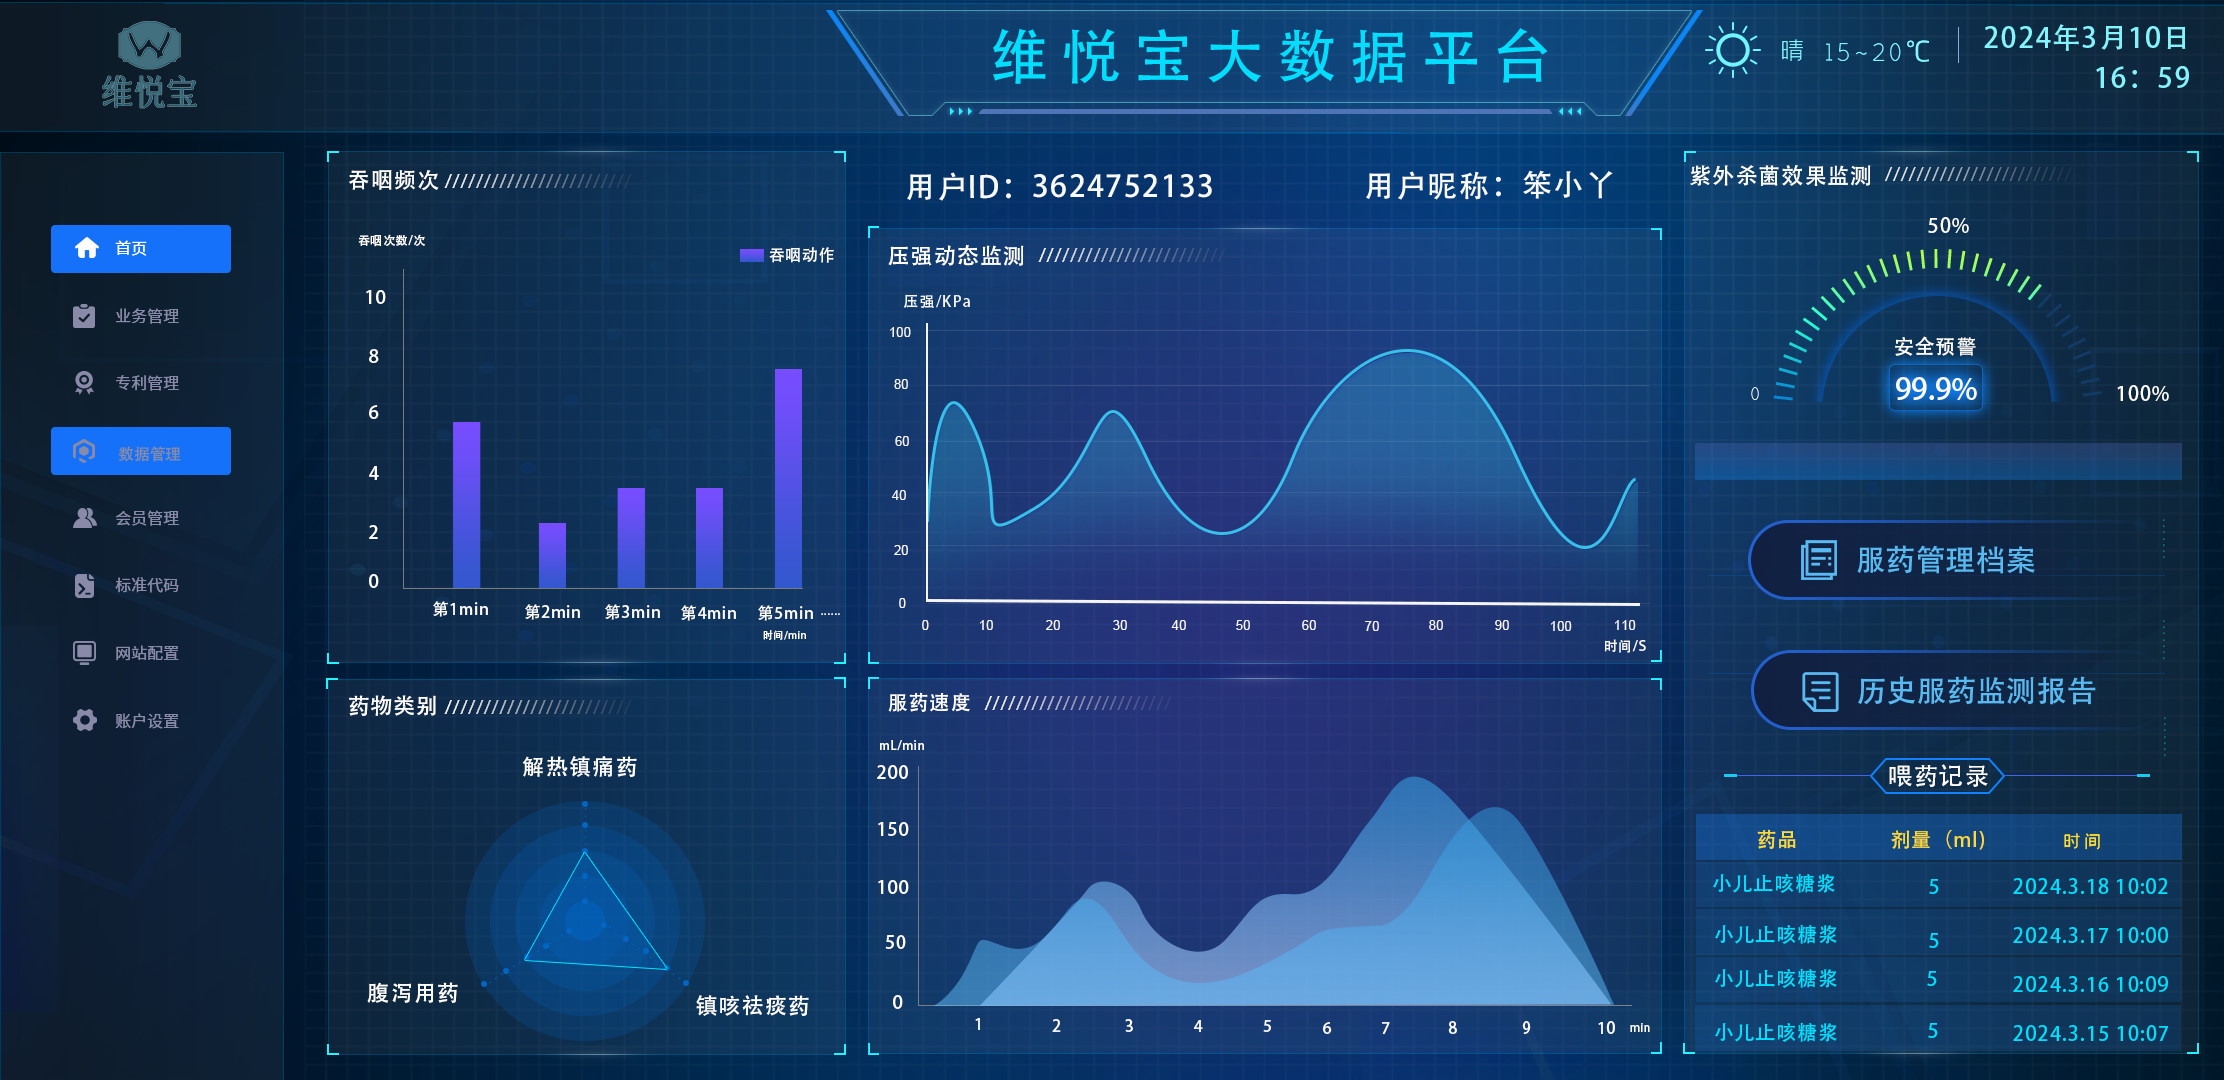 维悦宝
维悦宝大数据平台
晴 15~20℃
2024年3月10日
16：59
首页
业务管理
专利管理
数据管理
会员管理
标准代码
网站配置
账户设置
吞咽频次
吞咽次数/次
吞咽动作
10
8
6
4
2
0
第1min 第2min 第3min 第4min 第5min ······
时间/min
药物类别
解热镇痛药
腹泻用药
镇咳祛痰药
用户ID：3624752133
用户昵称：笨小丫
压强动态监测
压强/KPa
100
80
60
40
20
0
0 10 20 30 40 50 60 70 80 90 100 110
时间/S
服药速度
mL/min
200
150
100
50
0
1 2 3 4 5 6 7 8 9 10 min
紫外杀菌效果监测
50%
安全预警
99.9%
0
100%
服药管理档案
历史服药监测报告
喂药记录
药品 剂量（ml) 时间
小儿止咳糖浆 5 2024.3.18 10:02
小儿止咳糖浆 5 2024.3.17 10:00
小儿止咳糖浆 5 2024.3.16 10:09
小儿止咳糖浆 5 2024.3.15 10:07